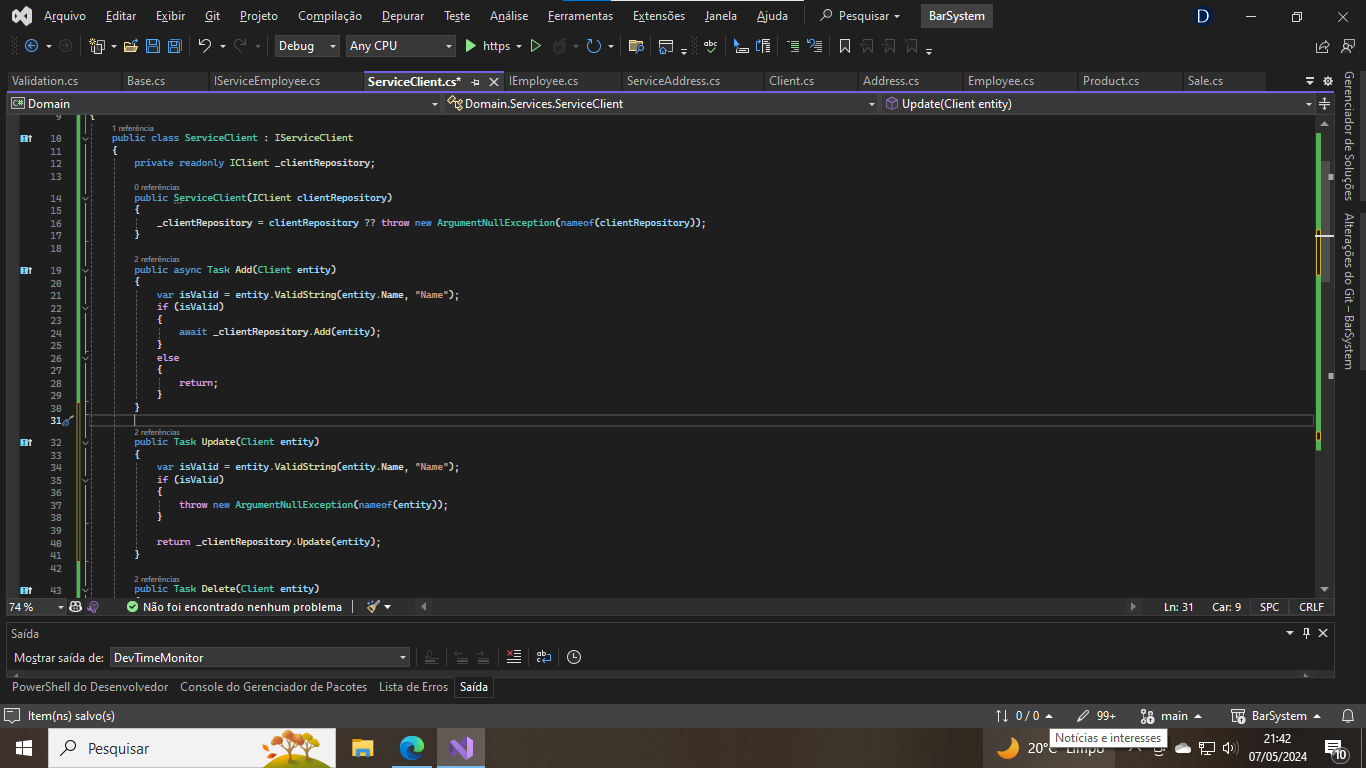 Arquivo Editar Exibir Git Projeto Compilação Depurar Teste Análise Ferramentas Extensões Janela Ajuda Pesquisar BarSystem D
Debug Any CPU https
Validation.cs Base.cs IServiceEmployee.cs ServiceClient.cs* IEmployee.cs ServiceAddress.cs Client.cs Address.cs Employee.cs Product.cs Sale.cs
C# Domain Domain.Services.ServiceClient Update(Client entity)
9 {
1 referência
10 public class ServiceClient : IServiceClient
11 {
12 private readonly IClient _clientRepository;
13
0 referências
14 public ServiceClient(IClient clientRepository)
15 {
16 _clientRepository = clientRepository ?? throw new ArgumentNullException(nameof(clientRepository));
17 }
18
2 referências
19 public async Task Add(Client entity)
20 {
21 var isValid = entity.ValidString(entity.Name, "Name");
22 if (isValid)
23 {
24 await _clientRepository.Add(entity);
25 }
26 else
27 {
28 return;
29 }
30 }
31
2 referências
32 public Task Update(Client entity)
33 {
34 var isValid = entity.ValidString(entity.Name, "Name");
35 if (isValid)
36 {
37 throw new ArgumentNullException(nameof(entity));
38 }
39
40 return _clientRepository.Update(entity);
41 }
42
2 referências
43 public Task Delete(Client entity)
74 % Não foi encontrado nenhum problema Ln: 31 Car: 9 SPC CRLF
Gerenciador de Soluções
Alterações do Git – BarSystem
Saída
Mostrar saída de: DevTimeMonitor
PowerShell do Desenvolvedor Console do Gerenciador de Pacotes Lista de Erros Saída
Item(ns) salvo(s) 0 / 0 99+ main BarSystem
Notícias e interesses
Pesquisar 20°C Limpo 21:42
07/05/2024 10